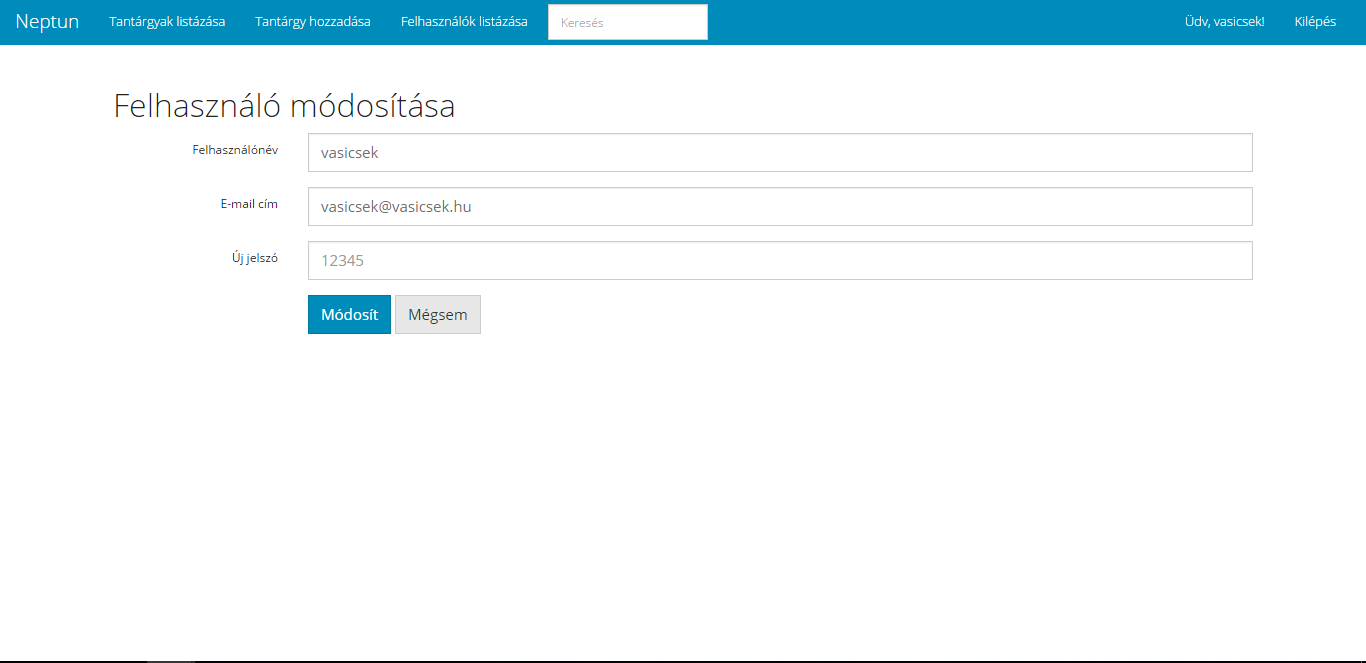 Neptun Tantárgyak listázása Tantárgy hozzadása Felhasználók listázása Keresés Üdv, vasicsek! Kilépés
Felhasználó módosítása
Felhasználónév vasicsek
E-mail cím vasicsek@vasicsek.hu
Új jelszó 12345
Módosít Mégsem